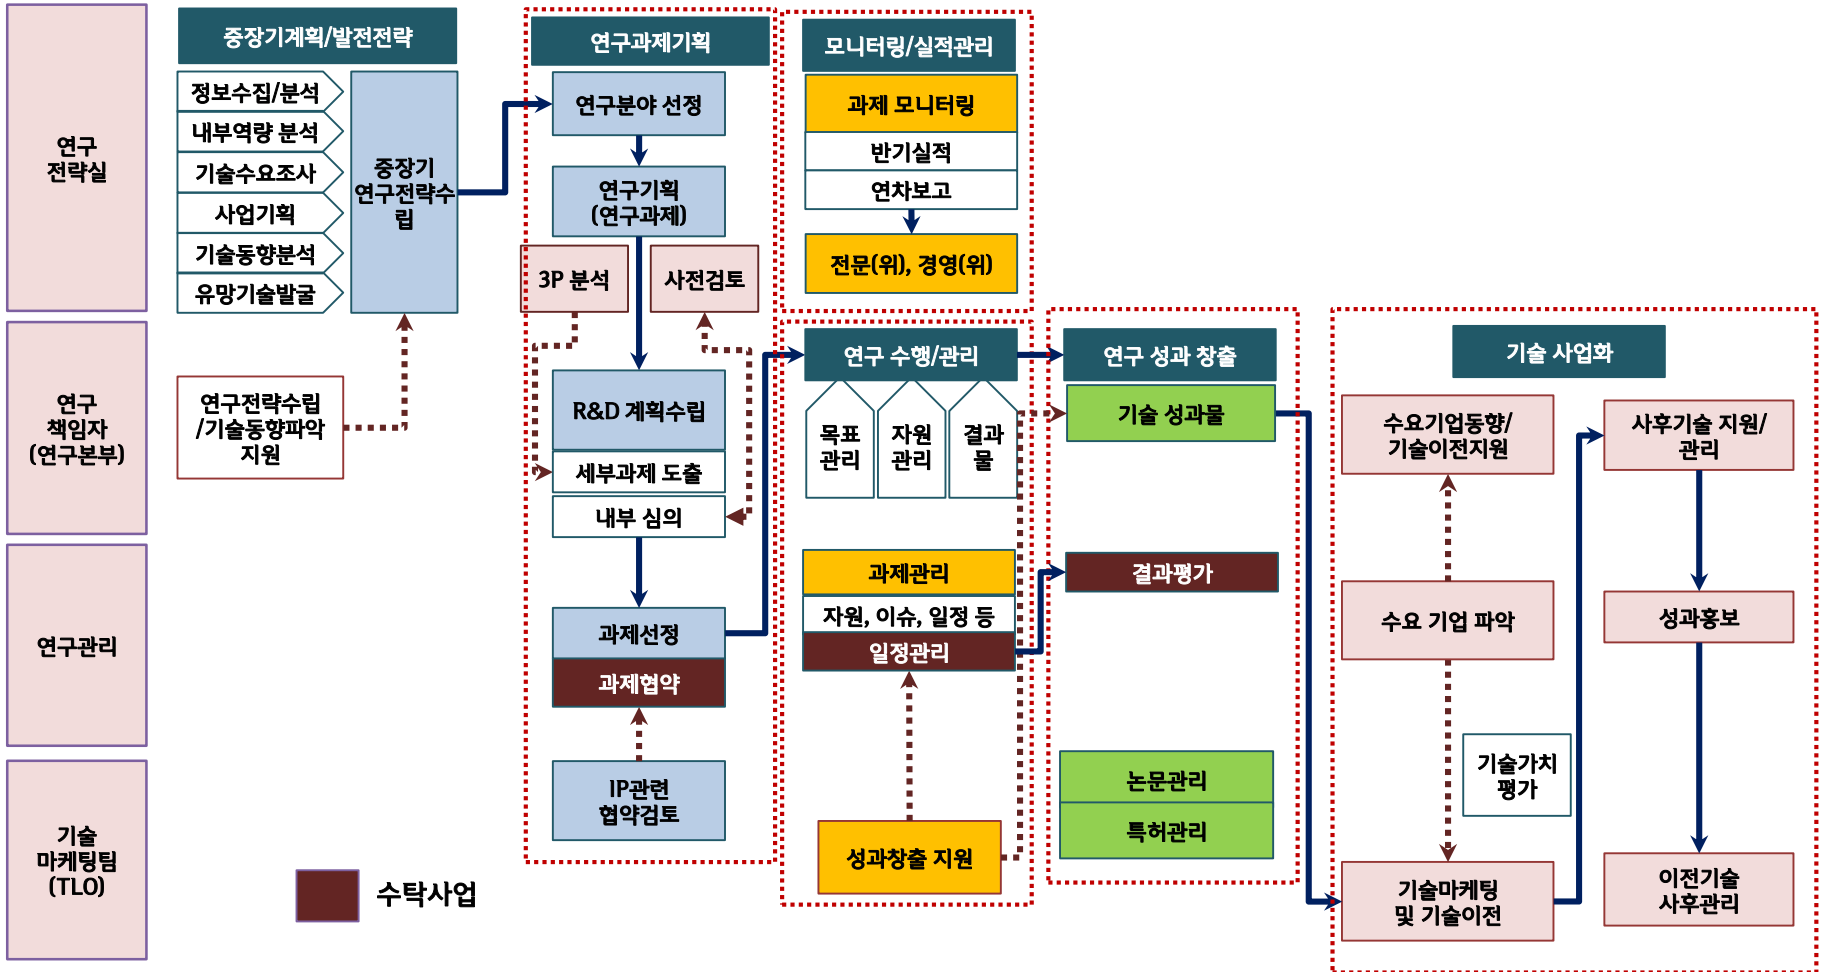 연구
전략실
연구
책임자
(연구본부)
연구관리
기술
마케팅팀
(TLO)
중장기계획/발전전략
정보수집/분석
내부역량 분석
기술수요조사
사업기획
기술동향분석
유망기술발굴
중장기
연구전략수
립
연구전략수립
/기술동향파악
지원
수탁사업
연구과제기획
연구분야 선정
연구기획
(연구과제)
3P 분석
사전검토
R&D 계획수립
세부과제 도출
내부 심의
과제선정
과제협약
IP관련
협약검토
모니터링/실적관리
과제 모니터링
반기실적
연차보고
전문(위), 경영(위)
연구 수행/관리
목표
관리
자원
관리
결과
물
과제관리
자원, 이슈, 일정 등
일정관리
성과창출 지원
연구 성과 창출
기술 성과물
결과평가
논문관리
특허관리
기술 사업화
수요기업동향/
기술이전지원
수요 기업 파악
기술가치
평가
기술마케팅
및 기술이전
사후기술 지원/
관리
성과홍보
이전기술
사후관리